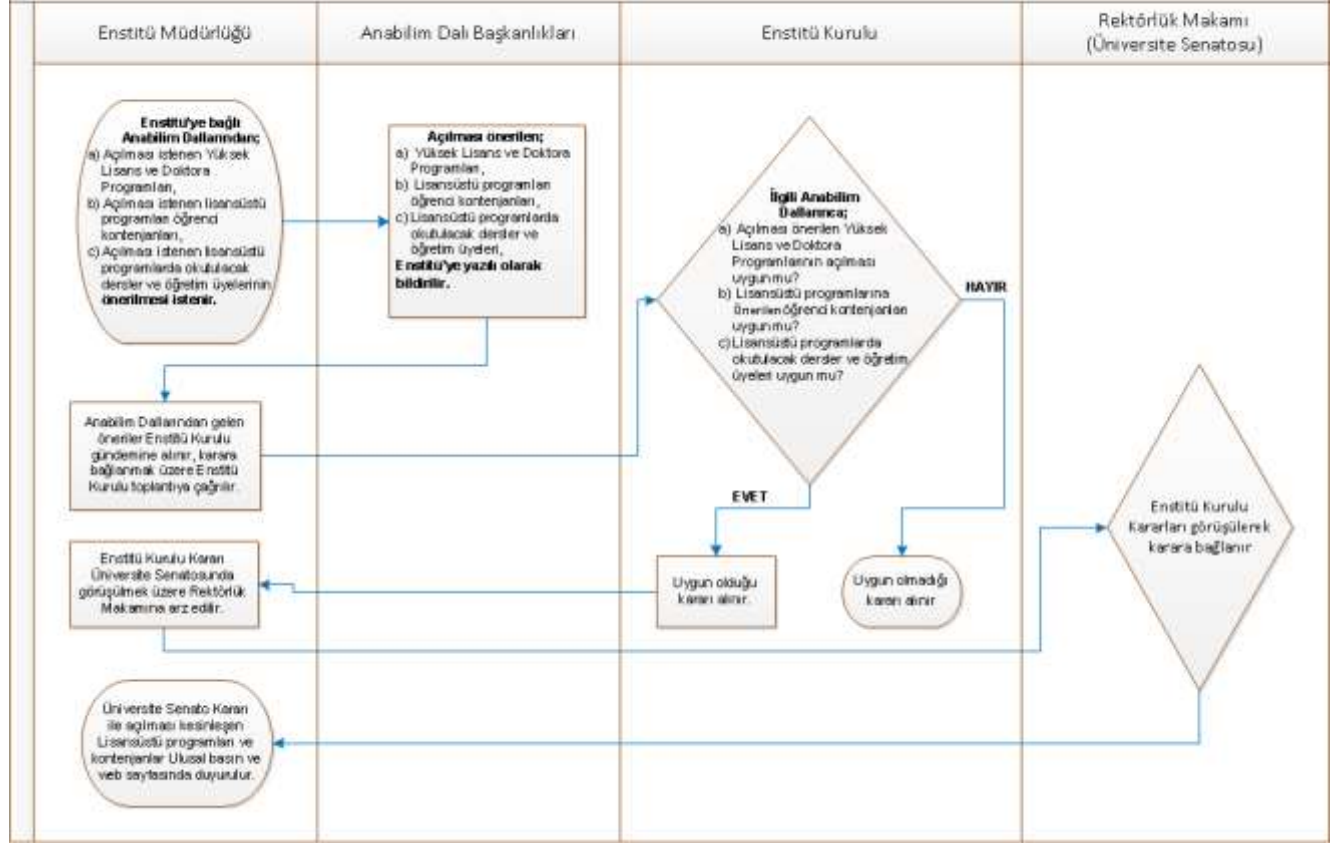 Enstitü Müdürlüğü
Anabilim Dalı Başkanlıkları
Enstitü Kurulu
Rektörlük Makamı
(Üniversite Senatosu)
Enstitü'ye bağlı
Anabilim Dallarından;
a) Açılması istenen Yüksek
Lisans ve Doktora
Programları,
b) Açılması istenen lisansüstü
programları öğrenci
kontenjanları,
c) Açılması istenen lisansüstü
programlarda okutulacak
dersler ve öğretim üyelerinin
önerilmesi istenir.
Açılması önerilen;
a) Yüksek Lisans ve Doktora
Programları,
b) Lisansüstü programları
öğrenci kontenjanları,
c) Lisansüstü programlarda
okutulacak dersler ve
öğretim üyeleri,
Enstitü'ye yazılı olarak
bildirilir.
İlgili Anabilim
Dallarınca;
a) Açılması önerilen Yüksek
Lisans ve Doktora
Programlarının açılması
uygun mu?
b) Lisansüstü programlarına
Önerilen öğrenci kontenjanları
uygun mu?
c) Lisansüstü programlarda
okutulacak dersler ve öğretim
üyeleri uygun mu?
HAYIR
Anabilim Dallarından gelen
öneriler Enstitü Kurulu
gündemine alınır, karara
bağlanmak üzere Enstitü
Kurulu toplantıya çağrılır.
EVET
Enstitü Kurulu
Kararları görüşülerek
karara bağlanır
Enstitü Kurulu Kararı
Üniversite Senatosunda
görüşülmek üzere Rektörlük
Makamına arz edilir.
Uygun olduğu
kararı alınır.
Uygun olmadığı
kararı alınır
Üniversite Senato Kararı
ile açılması kesinleşen
Lisansüstü programları ve
kontenjanlar Ulusal basın ve
web sayfasında duyurulur.